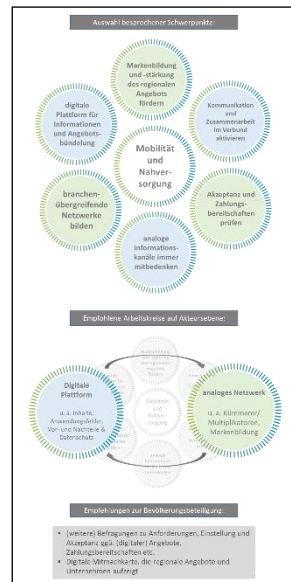 Auswahl besprochener Schwerpunkte:
Markenbildung
und -stärkung
des regionalen
Angebots
fördern
digitale
Plattform für
Informationen
und Angebots-
bündelung
Kommunikation
und
Zusammenarbeit
im Verbund
aktivieren
Mobilität
und
Nahver-
sorgung
branchen-
übergreifende
Netzwerke
bilden
Akzeptanz und
Zahlungs-
bereitschaften
prüfen
analoge
Informations-
kanäle immer
mitbedenken
Empfohlene Arbeitskreise auf Akteursebene:
Digitale
Plattform
u. a. Inhalte,
Anwendungsfelder,
Vor- und Nachteile &
Datenschutz
Mobilität
und
Nahver-
sorgung
analoges Netzwerk
u. a. Kümmerer/
Multiplikatoren,
Markenbildung
Empfehlungen zur Bevölkerungsbeteiligung:
• (weitere) Befragungen zu Anforderungen, Einstellung und
Akzeptanz ggü. (digitaler) Angebote,
Zahlungsbereitschaften etc.
• Digitale Mitmachkarte, die regionale Angebote und
Unternehmen aufzeigt